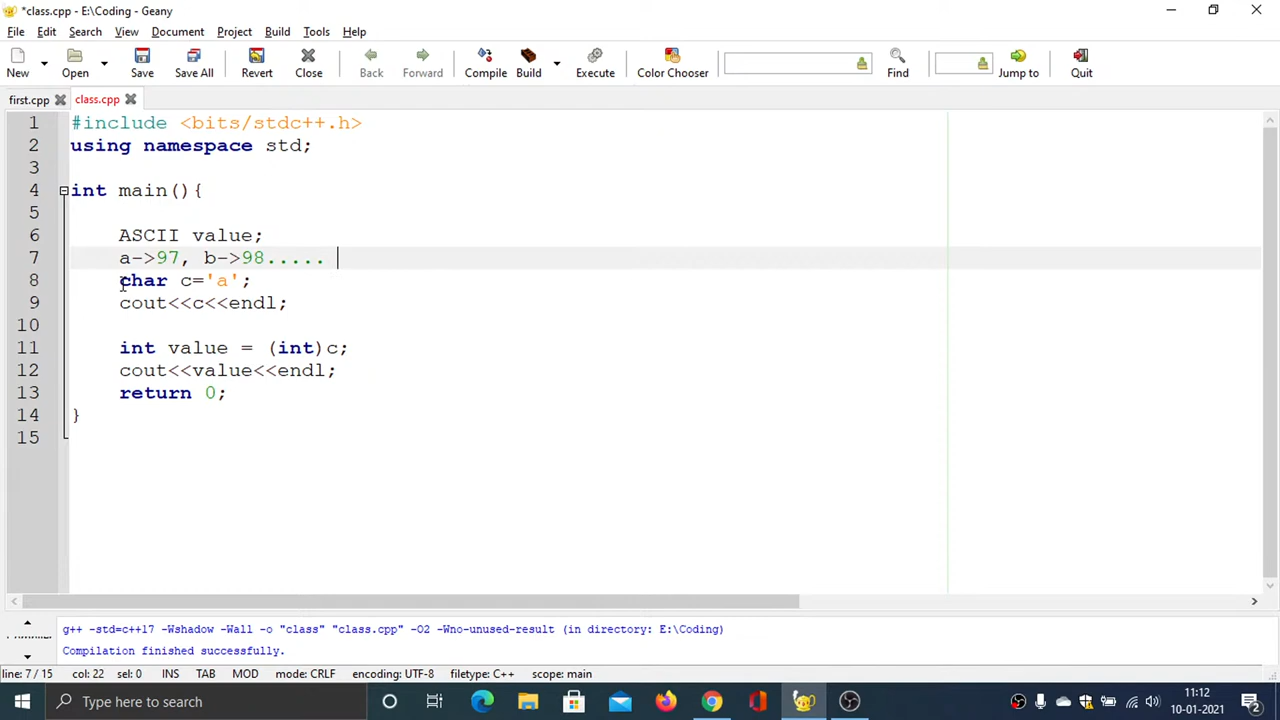 *class.cpp - E:\Coding - Geany
File Edit Search View Document Project Build Tools Help
New Open Save Save All Revert Close Back Forward Compile Build Execute Color Chooser Find Jump to Quit
first.cpp class.cpp
1 #include <bits/stdc++.h>
2 using namespace std;
3
4 int main(){
5
6 ASCII value;
7 a->97, b->98.....
8 char c='a';
9 cout<<c<<endl;
10
11 int value = (int)c;
12 cout<<value<<endl;
13 return 0;
14 }
15
g++ -std=c++17 -Wshadow -Wall -o "class" "class.cpp" -O2 -Wno-unused-result (in directory: E:\Coding)
Compilation finished successfully.
line: 7 / 15 col: 22 sel: 0 INS TAB MOD mode: CRLF encoding: UTF-8 filetype: C++ scope: main
Type here to search
11:12
10-01-2021
2